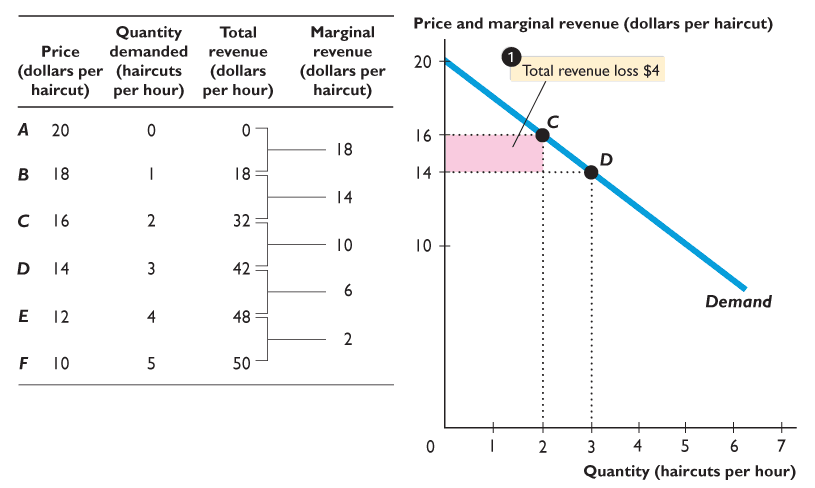 Price
(dollars per
haircut)
Quantity
demanded
(haircuts
per hour)
Total
revenue
(dollars
per hour)
Marginal
revenue
(dollars per
haircut)
A 20 0 0
18
B 18 1 18
14
C 16 2 32
10
D 14 3 42
6
E 12 4 48
2
F 10 5 50
Price and marginal revenue (dollars per haircut)
20
1
Total revenue loss $4
16
C
14
D
10
Demand
0 1 2 3 4 5 6 7
Quantity (haircuts per hour)